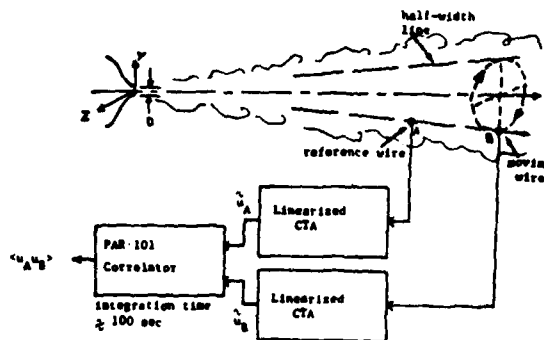 half-width
line
Y
Z
D
A
B
reference wire
moving
wire
ũ_A
Linearized
CTA
PAR-101
Correlator
<u_A u_B>
integration time
≈ 100 sec
ũ_B
Linearized
CTA